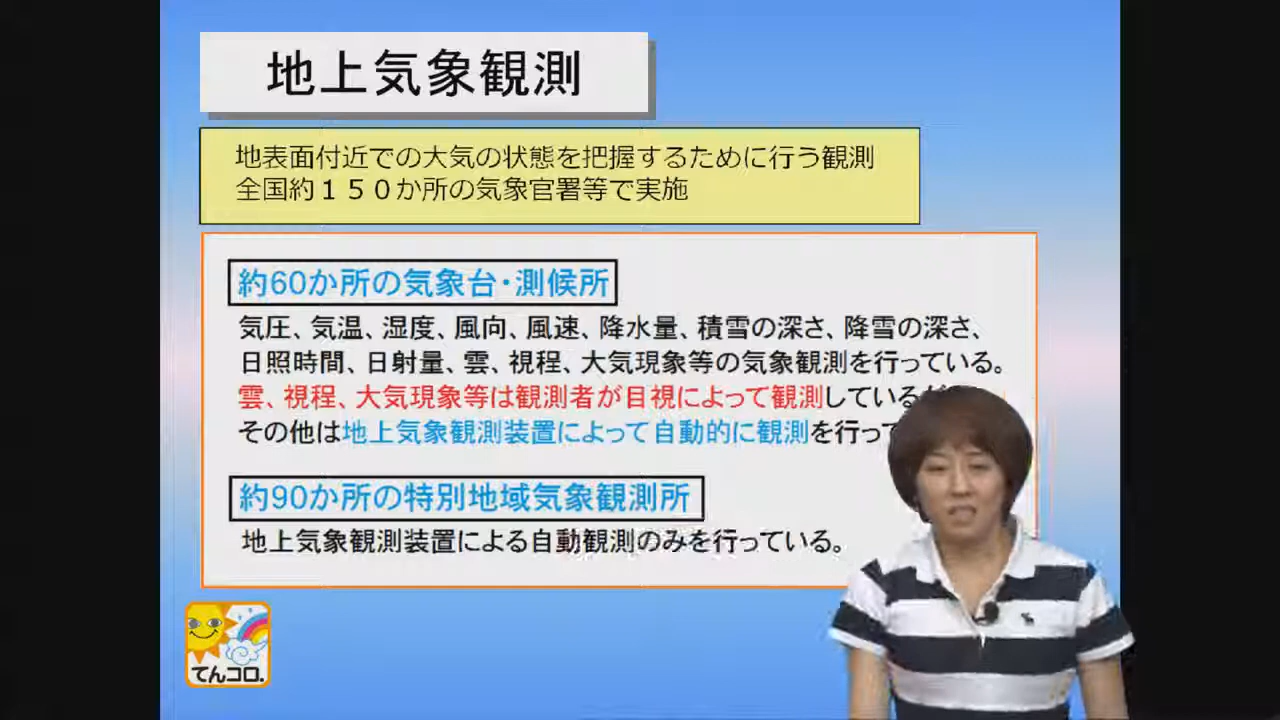 地上気象観測
地表面付近での大気の状態を把握するために行う観測
全国約１５０か所の気象官署等で実施
約60か所の気象台・測候所
気圧、気温、湿度、風向、風速、降水量、積雪の深さ、降雪の深さ、
日照時間、日射量、雲、視程、大気現象等の気象観測を行っている。
雲、視程、大気現象等は観測者が目視によって観測している
その他は地上気象観測装置によって自動的に観測を行って
約90か所の特別地域気象観測所
地上気象観測装置による自動観測のみを行っている。
てんコロ.